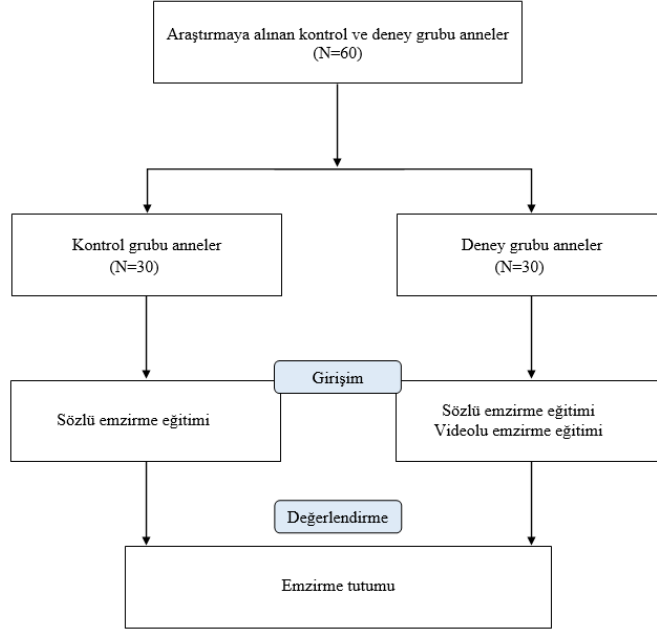 Araştırmaya alınan kontrol ve deney grubu anneler
(N=60)
Kontrol grubu anneler
(N=30)
Deney grubu anneler
(N=30)
Girişim
Sözlü emzirme eğitimi
Sözlü emzirme eğitimi
Videolu emzirme eğitimi
Değerlendirme
Emzirme tutumu